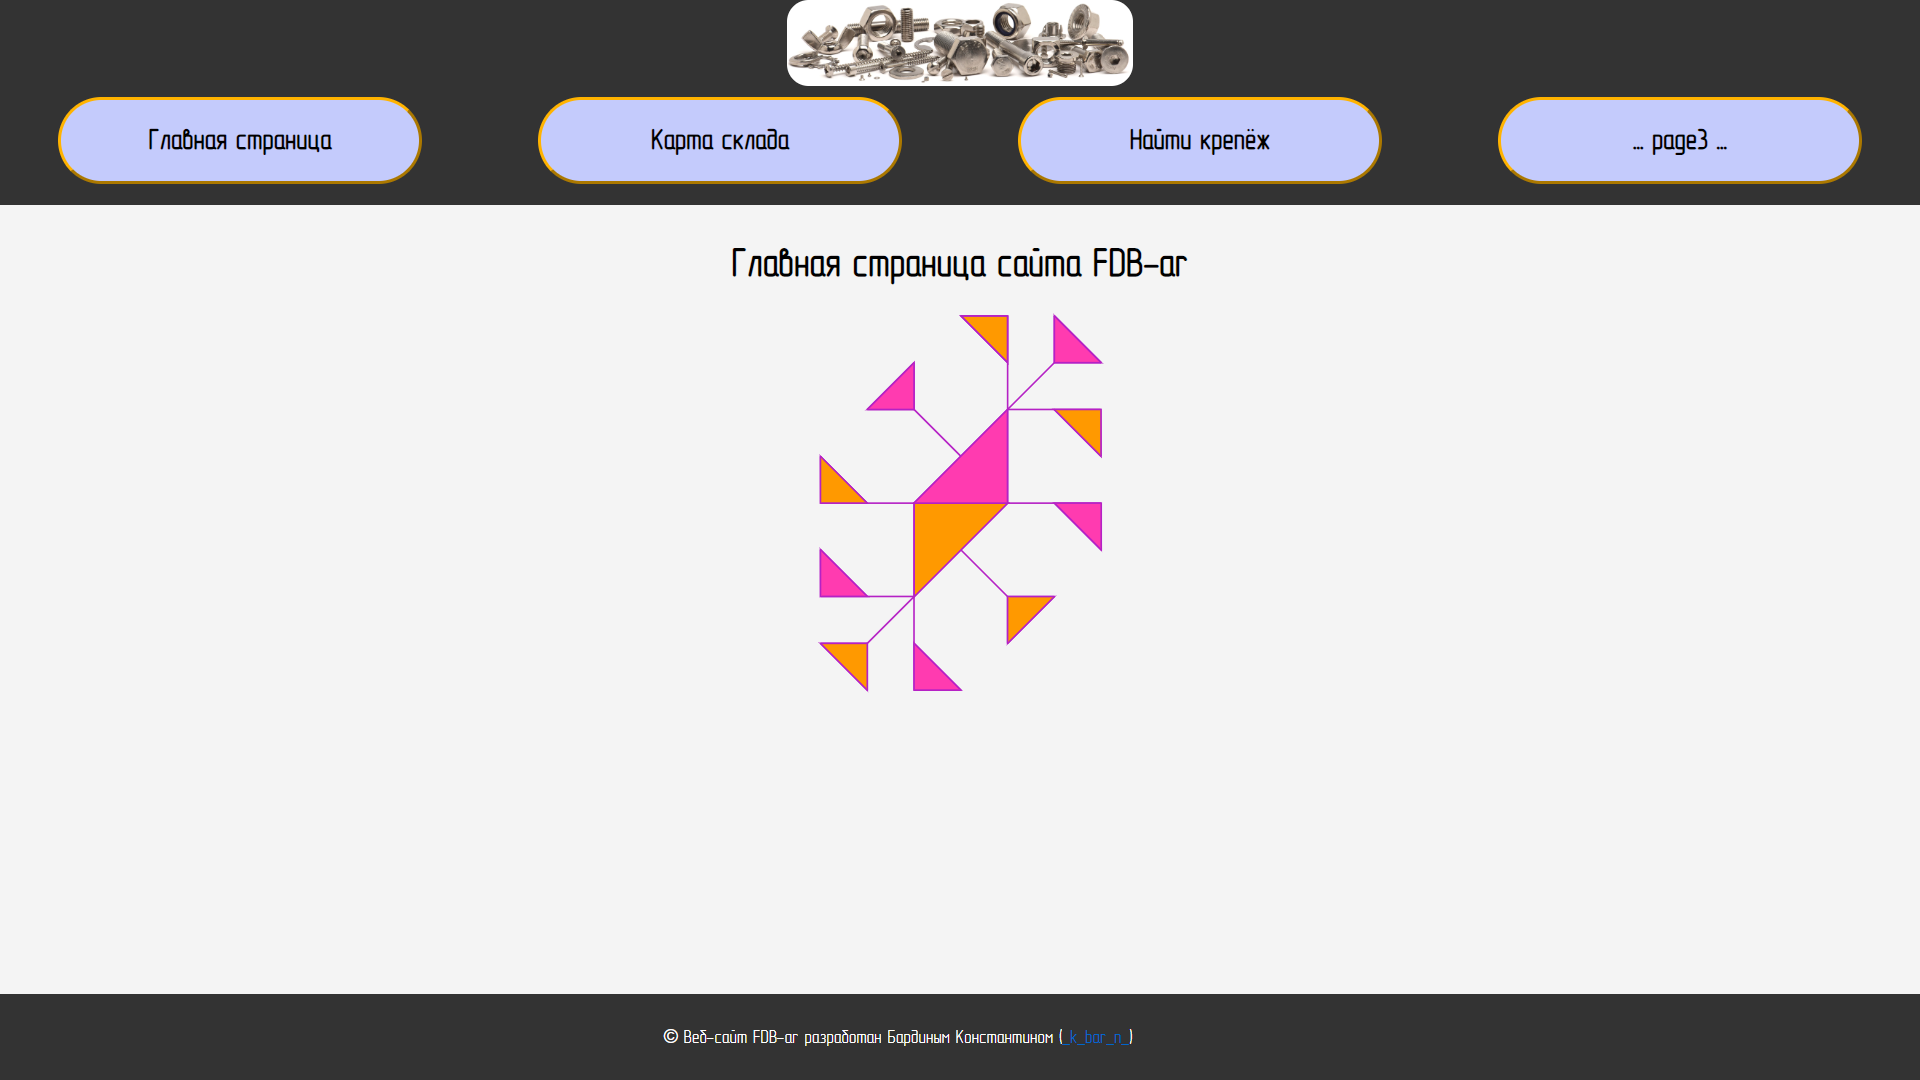 Главная страница
Карта склада
Найти крепёж
... page3 ...
Главная страница сайта FDB-ar
© Веб-сайт FDB-ar разработан Бардиным Константином (_k_bar_n_)